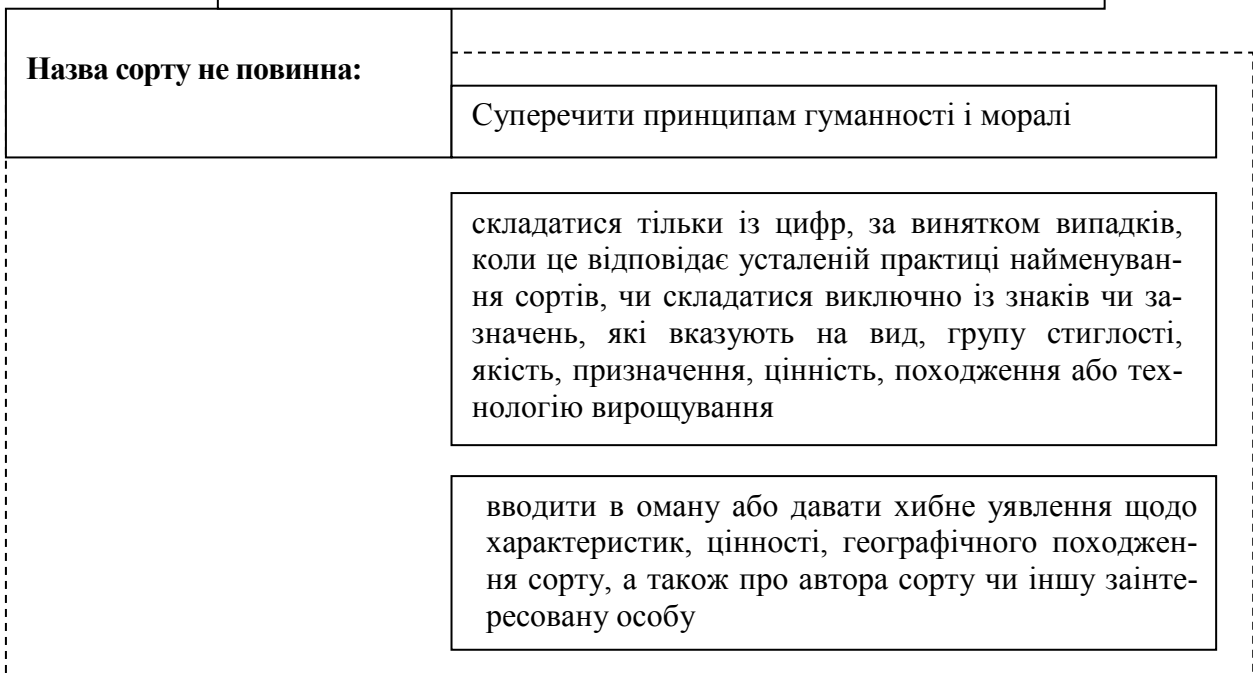 Назва сорту не повинна:
Суперечити принципам гуманності і моралі
складатися тільки із цифр, за винятком випадків,
коли це відповідає усталеній практиці найменуван-
ня сортів, чи складатися виключно із знаків чи за-
значень, які вказують на вид, групу стиглості,
якість, призначення, цінність, походження або тех-
нологію вирощування
вводити в оману або давати хибне уявлення щодо
характеристик, цінності, географічного походжен-
ня сорту, а також про автора сорту чи іншу заінте-
ресовану особу